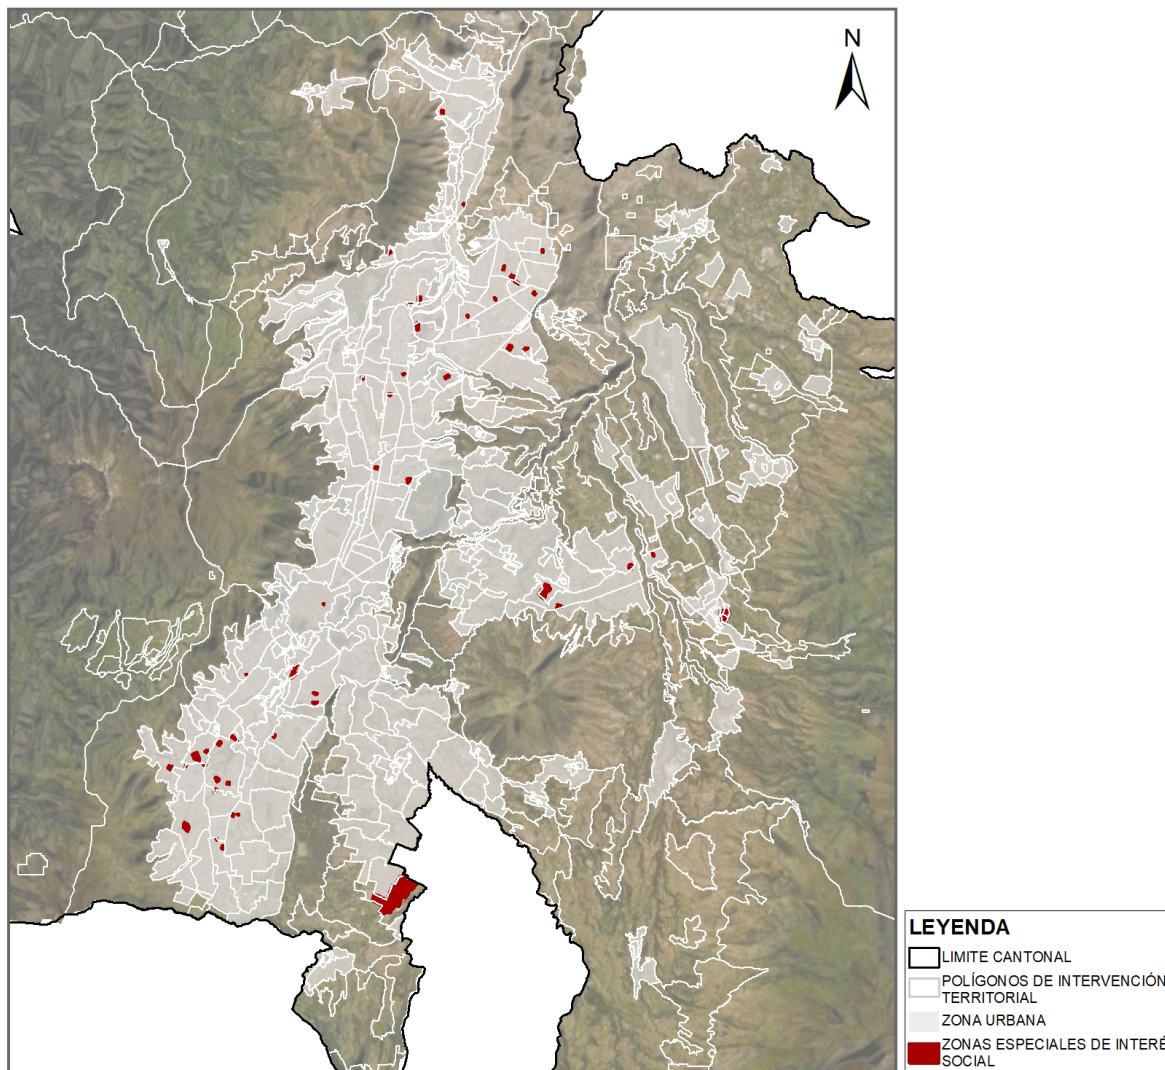 N
LEYENDA
LIMITE CANTONAL
POLÍGONOS DE INTERVENCIÓN
TERRITORIAL
ZONA URBANA
ZONAS ESPECIALES DE INTERÉ
SOCIAL